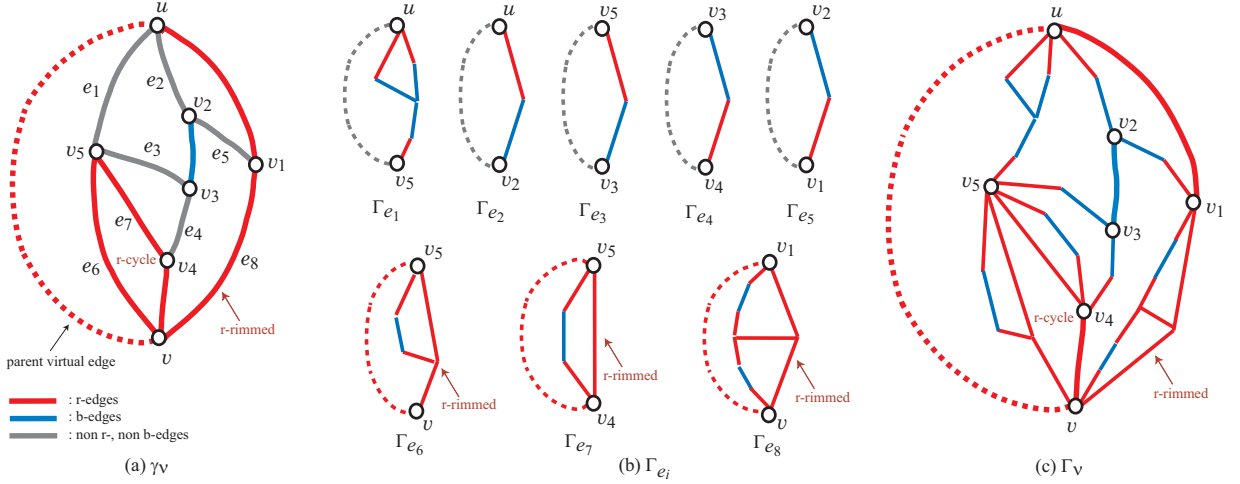 u
e1
e2
v2
v5
e3
e5
v1
v3
e7
e4
r-cycle
v4
e6
e8
r-rimmed
parent virtual edge
v
: r-edges
: b-edges
: non r-, non b-edges
(a) γν
u
v5
Γe1
u
v2
Γe2
v5
v3
Γe3
v3
v4
Γe4
v2
v1
Γe5
v5
r-rimmed
v
Γe6
v5
r-rimmed
v4
Γe7
v1
r-rimmed
v
Γe8
(b) Γei
u
v2
v5
v1
v3
r-cycle
v4
r-rimmed
v
(c) Γν